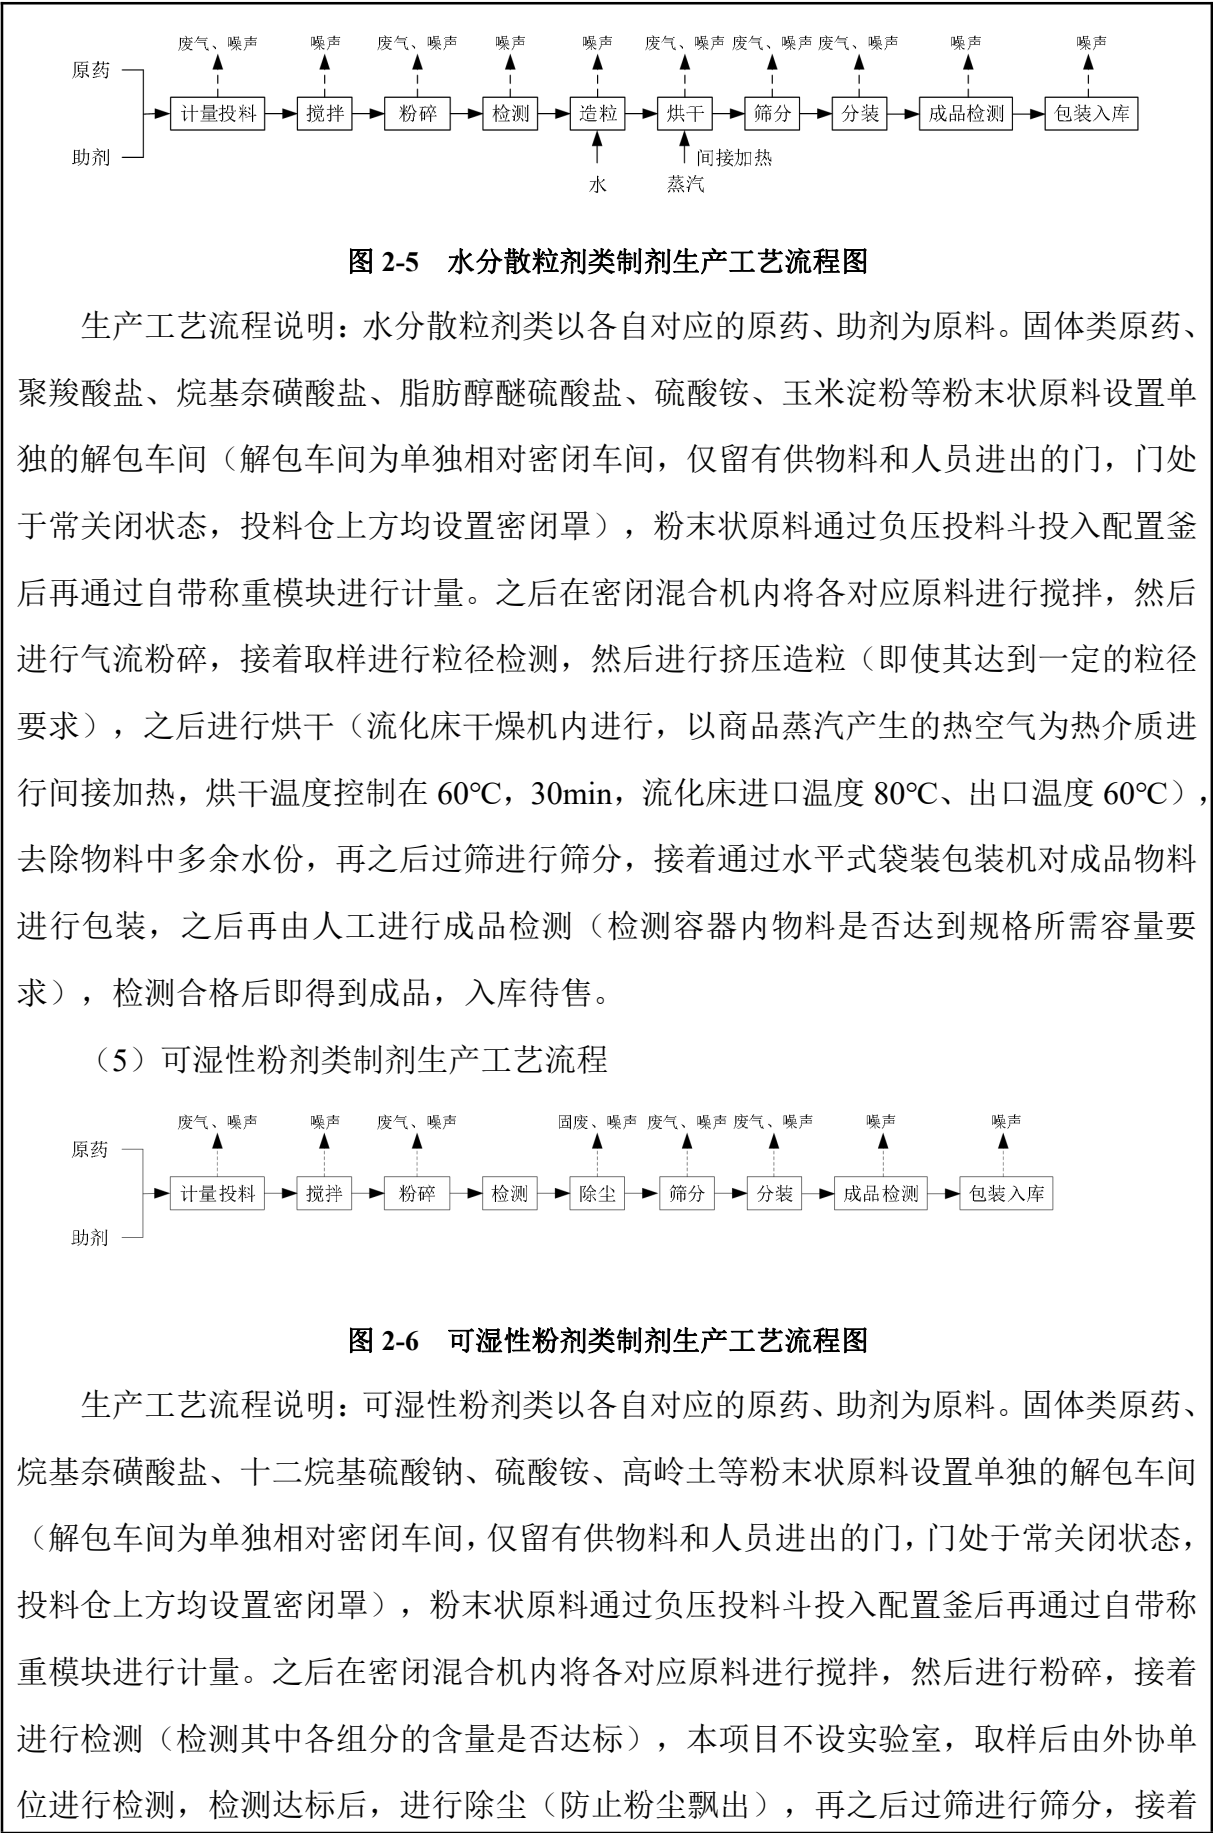 废气、噪声 噪声 废气、噪声 噪声 噪声 废气、噪声 废气、噪声 废气、噪声 噪声 噪声
原药
计量投料 搅拌 粉碎 检测 造粒 烘干 筛分 分装 成品检测 包装入库
助剂
间接加热
水 蒸汽
图 2-5 水分散粒剂类制剂生产工艺流程图
生产工艺流程说明：水分散粒剂类以各自对应的原药、助剂为原料。固体类原药、
聚羧酸盐、烷基奈磺酸盐、脂肪醇醚硫酸盐、硫酸铵、玉米淀粉等粉末状原料设置单
独的解包车间（解包车间为单独相对密闭车间，仅留有供物料和人员进出的门，门处
于常关闭状态，投料仓上方均设置密闭罩），粉末状原料通过负压投料斗投入配置釜
后再通过自带称重模块进行计量。之后在密闭混合机内将各对应原料进行搅拌，然后
进行气流粉碎，接着取样进行粒径检测，然后进行挤压造粒（即使其达到一定的粒径
要求），之后进行烘干（流化床干燥机内进行，以商品蒸汽产生的热空气为热介质进
行间接加热，烘干温度控制在 60℃，30min，流化床进口温度 80℃、出口温度 60℃），
去除物料中多余水份，再之后过筛进行筛分，接着通过水平式袋装包装机对成品物料
进行包装，之后再由人工进行成品检测（检测容器内物料是否达到规格所需容量要
求），检测合格后即得到成品，入库待售。
（5）可湿性粉剂类制剂生产工艺流程
废气、噪声 噪声 废气、噪声 固废、噪声 废气、噪声 废气、噪声 噪声 噪声
原药
计量投料 搅拌 粉碎 检测 除尘 筛分 分装 成品检测 包装入库
助剂
图 2-6 可湿性粉剂类制剂生产工艺流程图
生产工艺流程说明：可湿性粉剂类以各自对应的原药、助剂为原料。固体类原药、
烷基奈磺酸盐、十二烷基硫酸钠、硫酸铵、高岭土等粉末状原料设置单独的解包车间
（解包车间为单独相对密闭车间，仅留有供物料和人员进出的门，门处于常关闭状态，
投料仓上方均设置密闭罩），粉末状原料通过负压投料斗投入配置釜后再通过自带称
重模块进行计量。之后在密闭混合机内将各对应原料进行搅拌，然后进行粉碎，接着
进行检测（检测其中各组分的含量是否达标），本项目不设实验室，取样后由外协单
位进行检测，检测达标后，进行除尘（防止粉尘飘出），再之后过筛进行筛分，接着